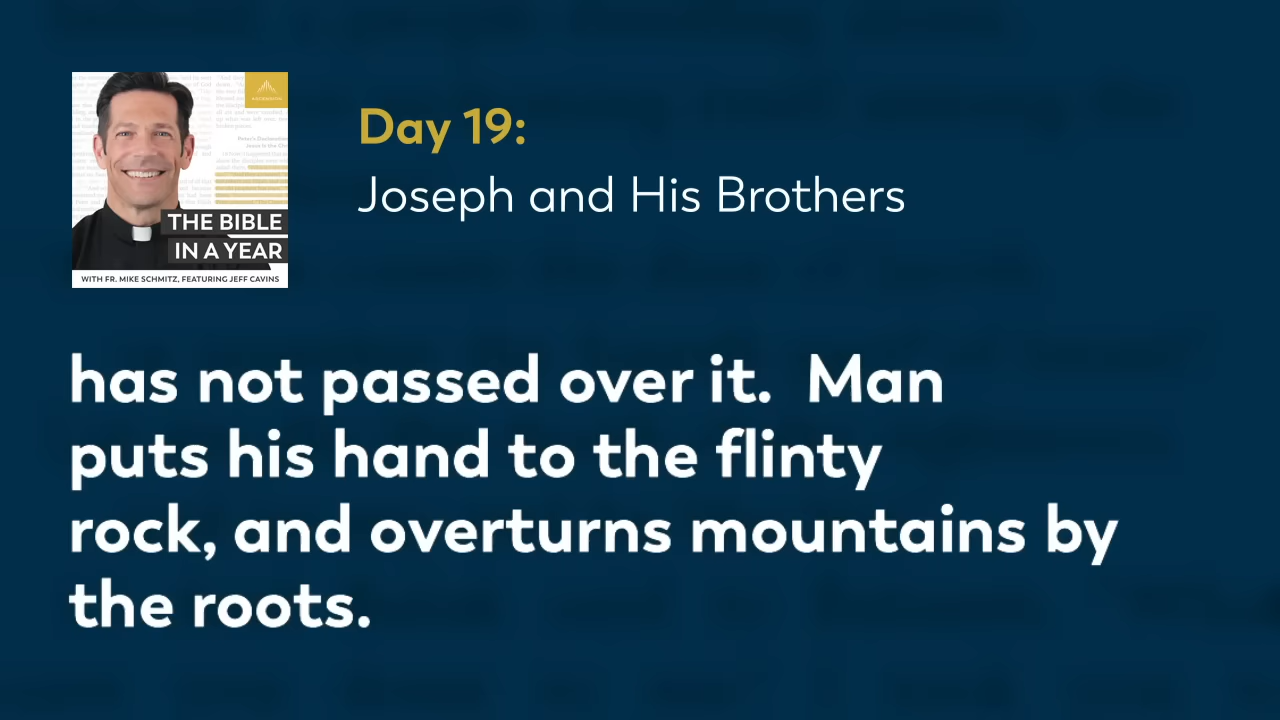 Day 19:
Joseph and His Brothers
THE BIBLE
IN A YEAR
WITH FR. MIKE SCHMITZ, FEATURING JEFF CAVINS
has not passed over it.  Man
puts his hand to the flinty
rock, and overturns mountains by
the roots.